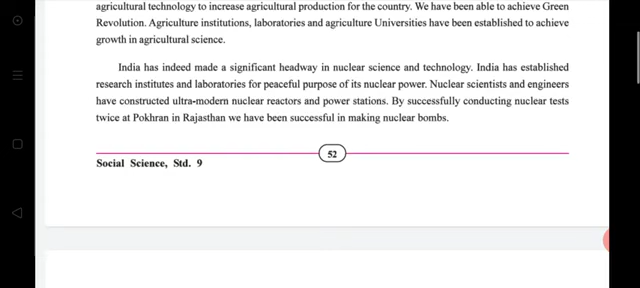 agricultural technology to increase agricultural production for the country. We have been able to achieve Green
Revolution. Agriculture institutions, laboratories and agriculture Universities have been established to achieve
growth in agricultural science.
India has indeed made a significant headway in nuclear science and technology. India has established
research institutes and laboratories for peaceful purpose of its nuclear power. Nuclear scientists and engineers
have constructed ultra-modern nuclear reactors and power stations. By successfully conducting nuclear tests
twice at Pokhran in Rajasthan we have been successful in making nuclear bombs.
52
Social Science, Std. 9